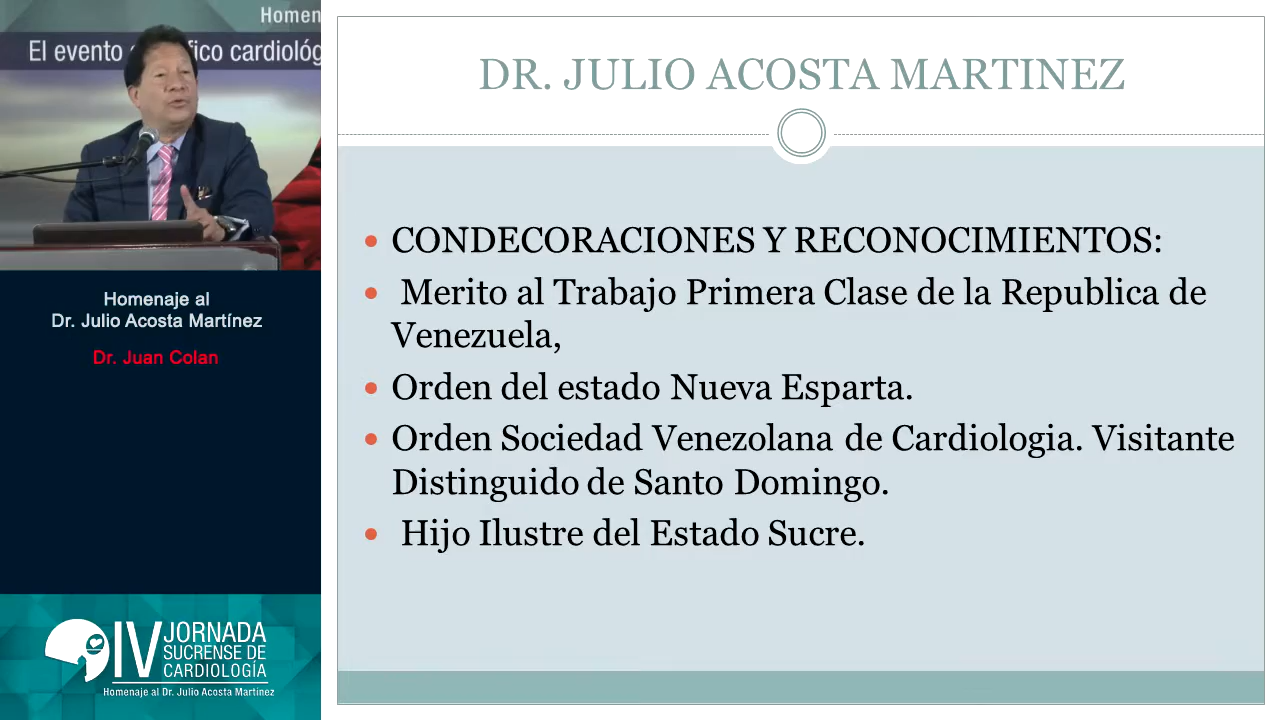 Homen
El evento
fico cardiológ
Homenaje al
Dr. Julio Acosta Martínez
Dr. Juan Colan
IV JORNADA
SUCRENSE DE
CARDIOLOGÍA
Homenaje al Dr. Julio Acosta Martínez
DR. JULIO ACOSTA MARTINEZ
• CONDECORACIONES Y RECONOCIMIENTOS:
• Merito al Trabajo Primera Clase de la Republica de
Venezuela,
• Orden del estado Nueva Esparta.
• Orden Sociedad Venezolana de Cardiologia. Visitante
Distinguido de Santo Domingo.
• Hijo Ilustre del Estado Sucre.